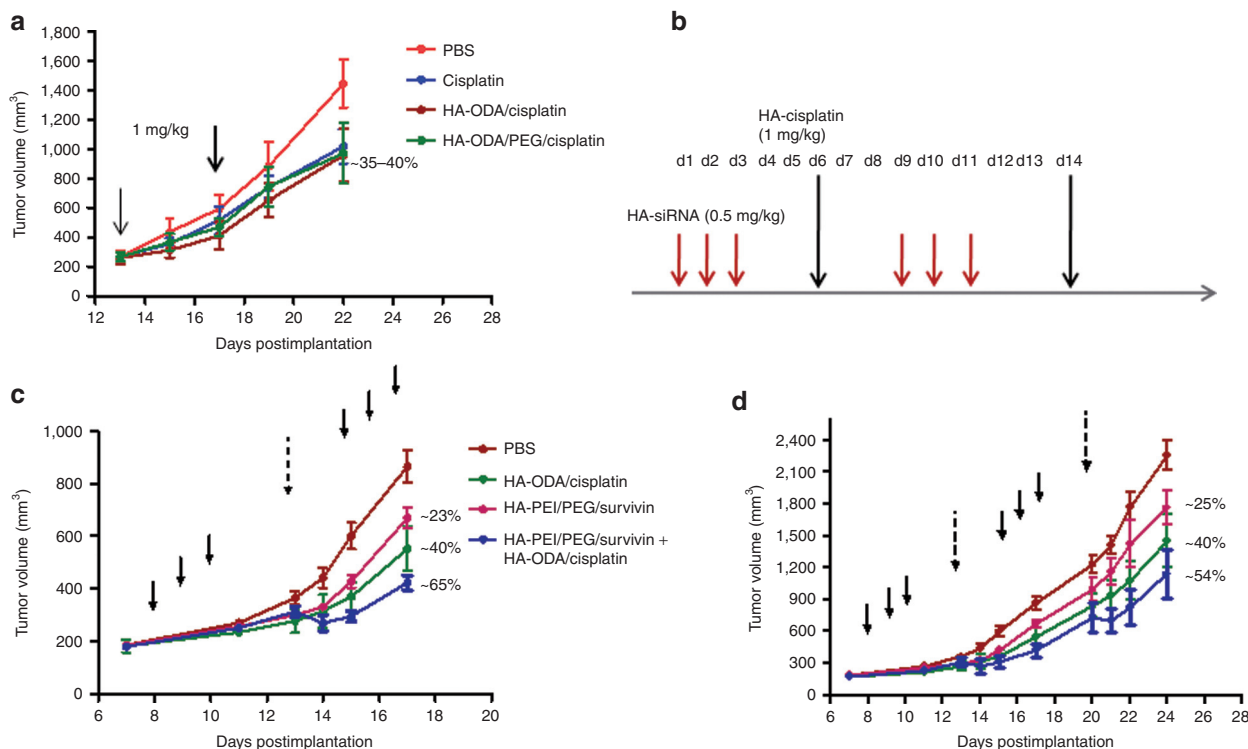 a
1,800
1,600
1,400
1,200
1,000
800
600
400
200
0
Tumor volume (mm³)
12 14 16 18 20 22 24 26 28
Days postimplantation
1 mg/kg
~35–40%
PBS
Cisplatin
HA-ODA/cisplatin
HA-ODA/PEG/cisplatin
b
HA-cisplatin
(1 mg/kg)
d1 d2 d3 d4 d5 d6 d7 d8 d9 d10 d11 d12 d13 d14
HA-siRNA (0.5 mg/kg)
c
1,000
800
600
400
200
0
Tumor volume (mm³)
6 8 10 12 14 16 18 20
Days postimplantation
~23%
~40%
~65%
PBS
HA-ODA/cisplatin
HA-PEI/PEG/survivin
HA-PEI/PEG/survivin +
HA-ODA/cisplatin
d
2,400
2,100
1,800
1,500
1,200
900
600
300
0
Tumor volume (mm³)
6 8 10 12 14 16 18 20 22 24 26 28
Days postimplantation
~25%
~40%
~54%